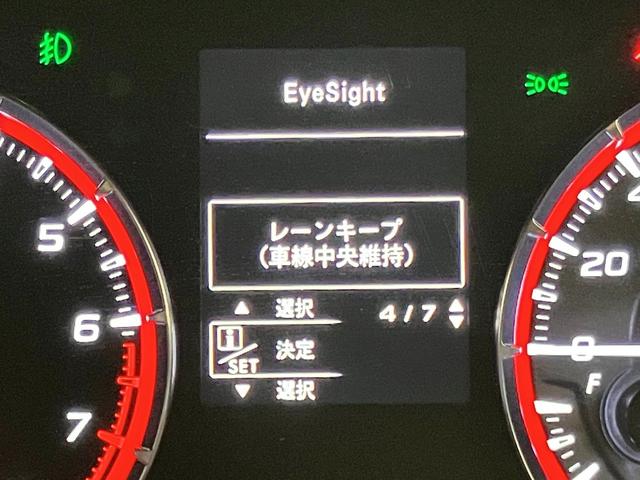 EyeSight
レーンキープ
(車線中央維持)
▲ 選択
4/7
i/SET 決定
▼ 選択
5
6
7
20
0
F